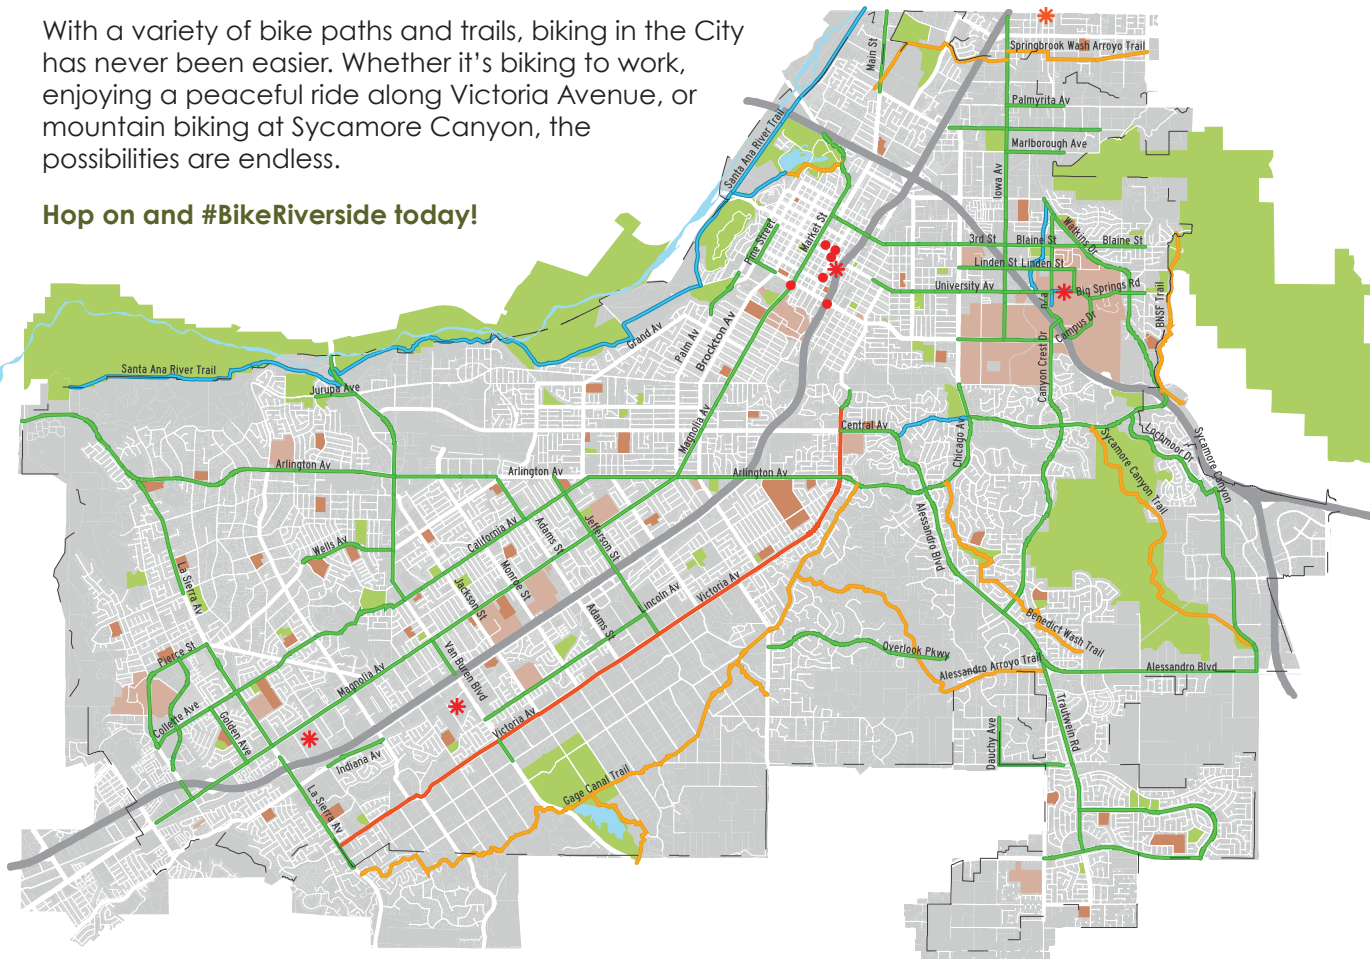 With a variety of bike paths and trails, biking in the City
has never been easier. Whether it's biking to work,
enjoying a peaceful ride along Victoria Avenue, or
mountain biking at Sycamore Canyon, the
possibilities are endless.
Hop on and #BikeRiverside today!
Main St
Springbrook Wash Arroyo Trail
Palmyrita Av
Marlborough Ave
Iowa Av
Santa Ana River Trail
Pine Street
Market St
3rd St
Blaine St
Watkins Dr
Blaine St
Linden St
Linden St
University Av
n/a
Big Springs Rd
BNSF Trail
Campus Dr
Canyon Crest Dr
Grand Av
Palm Av
Brockton Av
Santa Ana River Trail
Jurupa Ave
Magnolia Av
Central Av
Chicago Av
Sycamore Canyon Trail
Lochmoor Dr
Sycamore Canyon
Arlington Av
Arlington Av
Arlington Av
California Av
Adams St
Jefferson St
Alessandro Blvd
Wells Av
La Sierra Av
Jackson St
Monroe St
Adams St
Lincoln Av
Victoria Av
Benedict Wash Trail
Overlook Pkwy
Alessandro Arroyo Trail
Alessandro Blvd
Pierce St
Magnolia Av
Van Buren Blvd
Collette Ave
Golden Ave
Victoria Av
Indiana Av
Gage Canal Trail
La Sierra Av
Dauchy Ave
Trautwein Rd